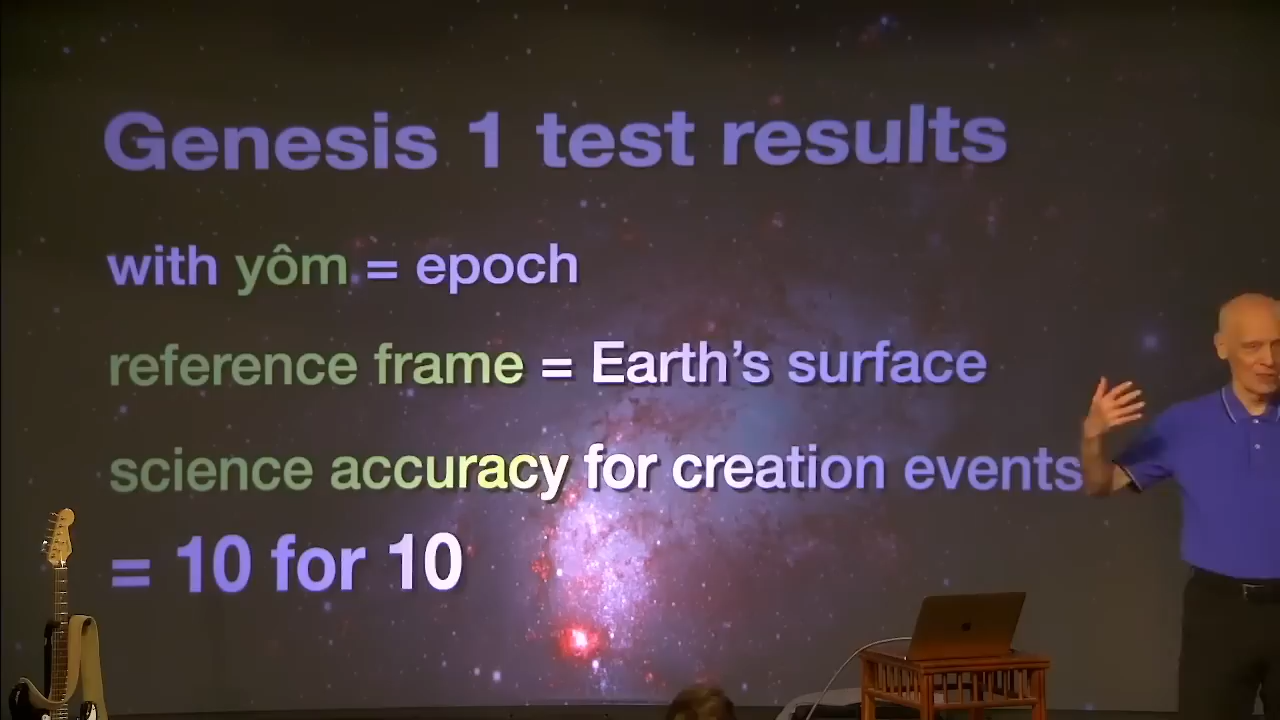 Genesis 1 test results
with yôm = epoch
reference frame = Earth’s surface
science accuracy for creation events
= 10 for 10